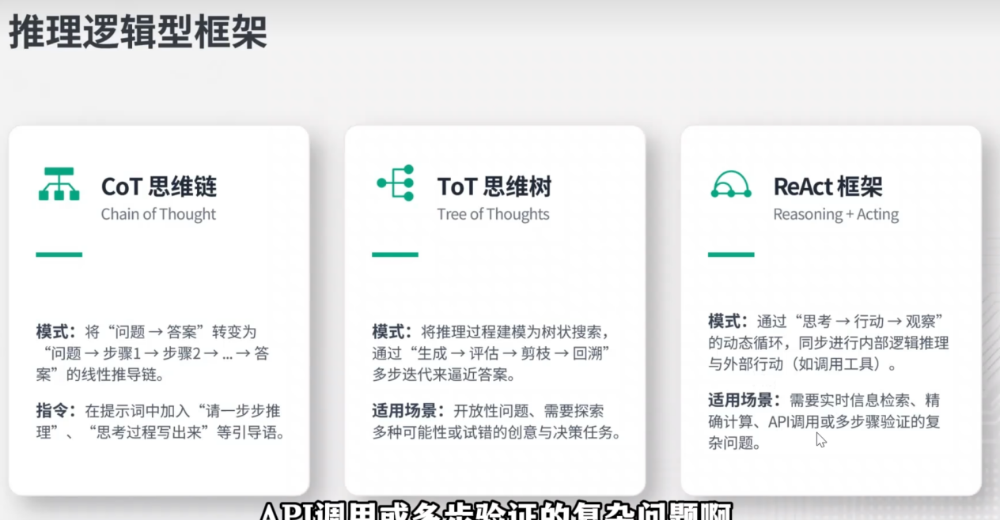 推理逻辑型框架
CoT 思维链
Chain of Thought
模式：将“问题 → 答案”转变为
“问题 → 步骤1 → 步骤2 → ... → 答
案”的线性推导链。
指令：在提示词中加入“请一步步推
理”、“思考过程写出来”等引导语。
ToT 思维树
Tree of Thoughts
模式：将推理过程建模为树状搜索，
通过“生成 → 评估 → 剪枝 → 回溯”
多步迭代来逼近答案。
适用场景：开放性问题、需要探索
多种可能性或试错的创意与决策任务。
ReAct 框架
Reasoning + Acting
模式：通过“思考 → 行动 → 观察”
的动态循环，同步进行内部逻辑推理
与外部行动（如调用工具）。
适用场景：需要实时信息检索、精
确计算、API调用或多步骤验证的复
杂问题。
API调用或多步验证的复杂问题啊